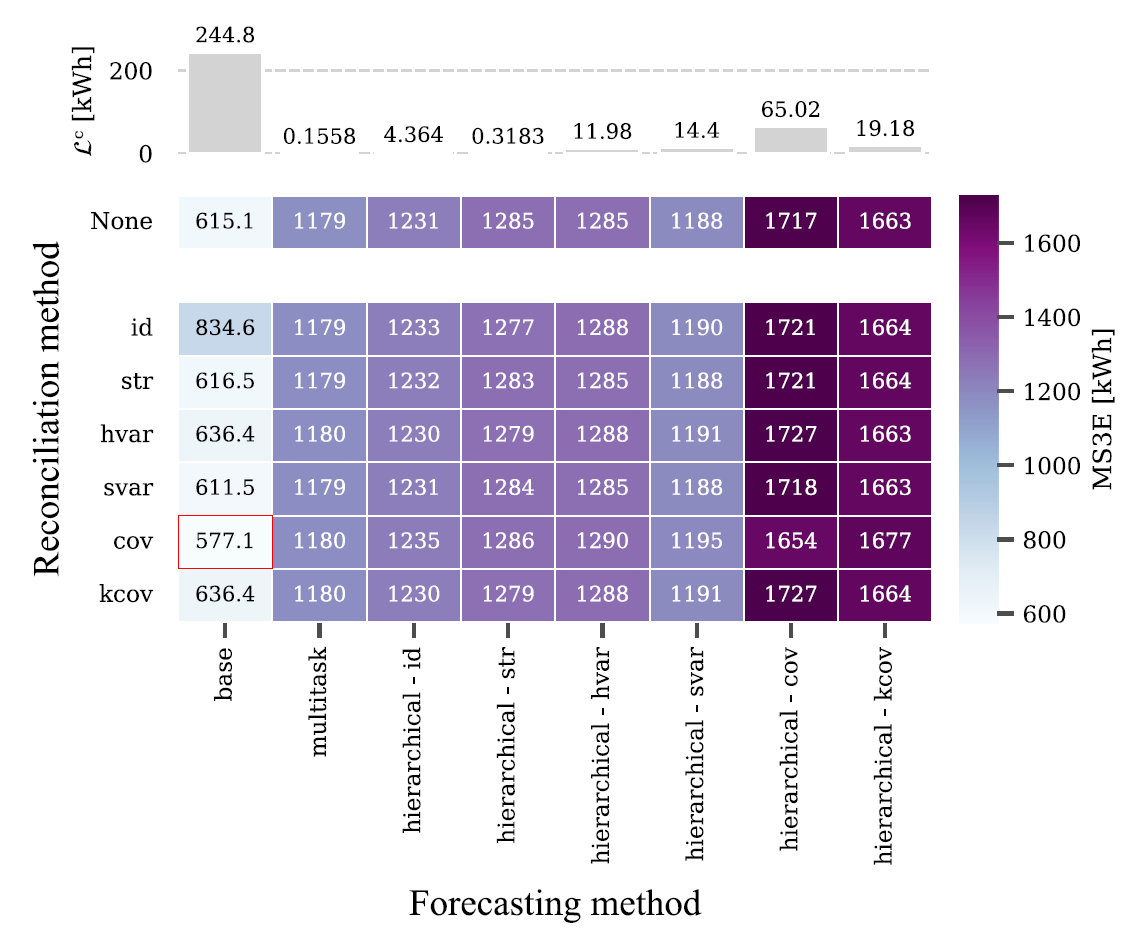 244.8
ℒᶜ [kWh]
200
0
0.1558
4.364
0.3183
11.98
14.4
65.02
19.18
Reconciliation method
None 615.1 1179 1231 1285 1285 1188 1717 1663
id 834.6 1179 1233 1277 1288 1190 1721 1664
str 616.5 1179 1232 1283 1285 1188 1721 1664
hvar 636.4 1180 1230 1279 1288 1191 1727 1663
svar 611.5 1179 1231 1284 1285 1188 1718 1663
cov 577.1 1180 1235 1286 1290 1195 1654 1677
kcov 636.4 1180 1230 1279 1288 1191 1727 1664
1600
1400
1200
1000
800
600
MS3E [kWh]
base
multitask
hierarchical - id
hierarchical - str
hierarchical - hvar
hierarchical - svar
hierarchical - cov
hierarchical - kcov
Forecasting method